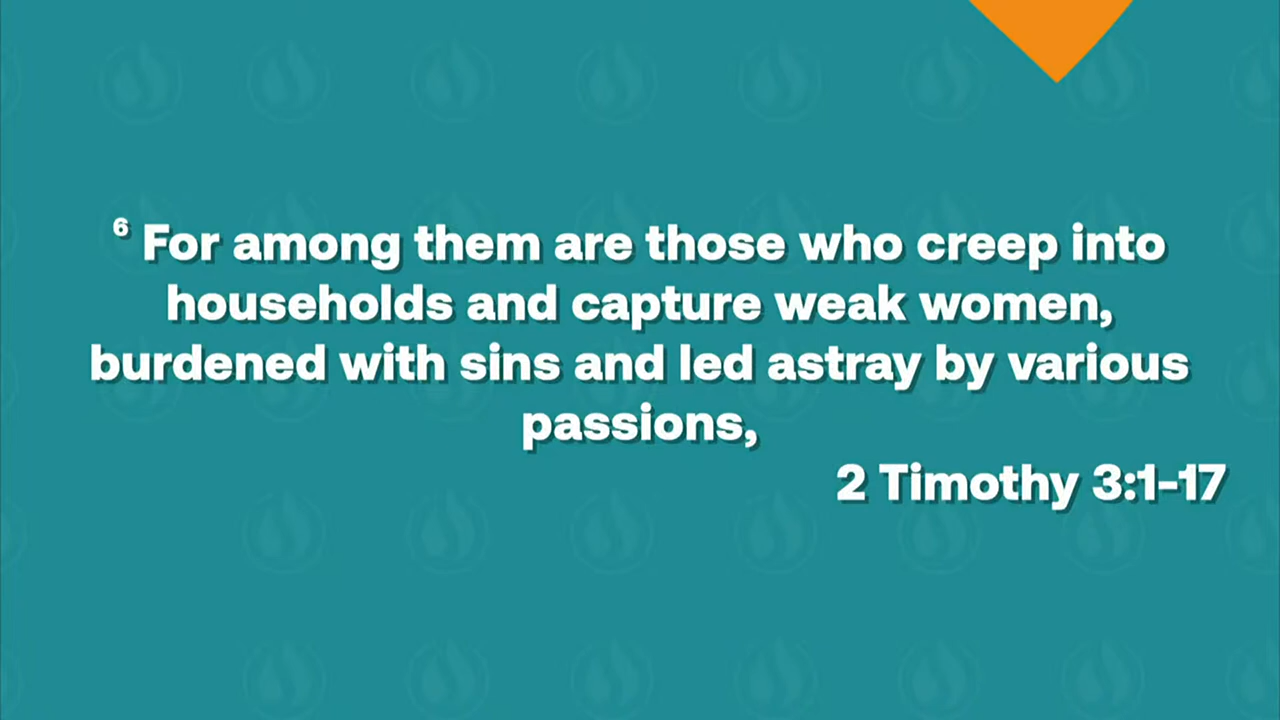 ⁶ For among them are those who creep into
households and capture weak women,
burdened with sins and led astray by various
passions,
2 Timothy 3:1-17